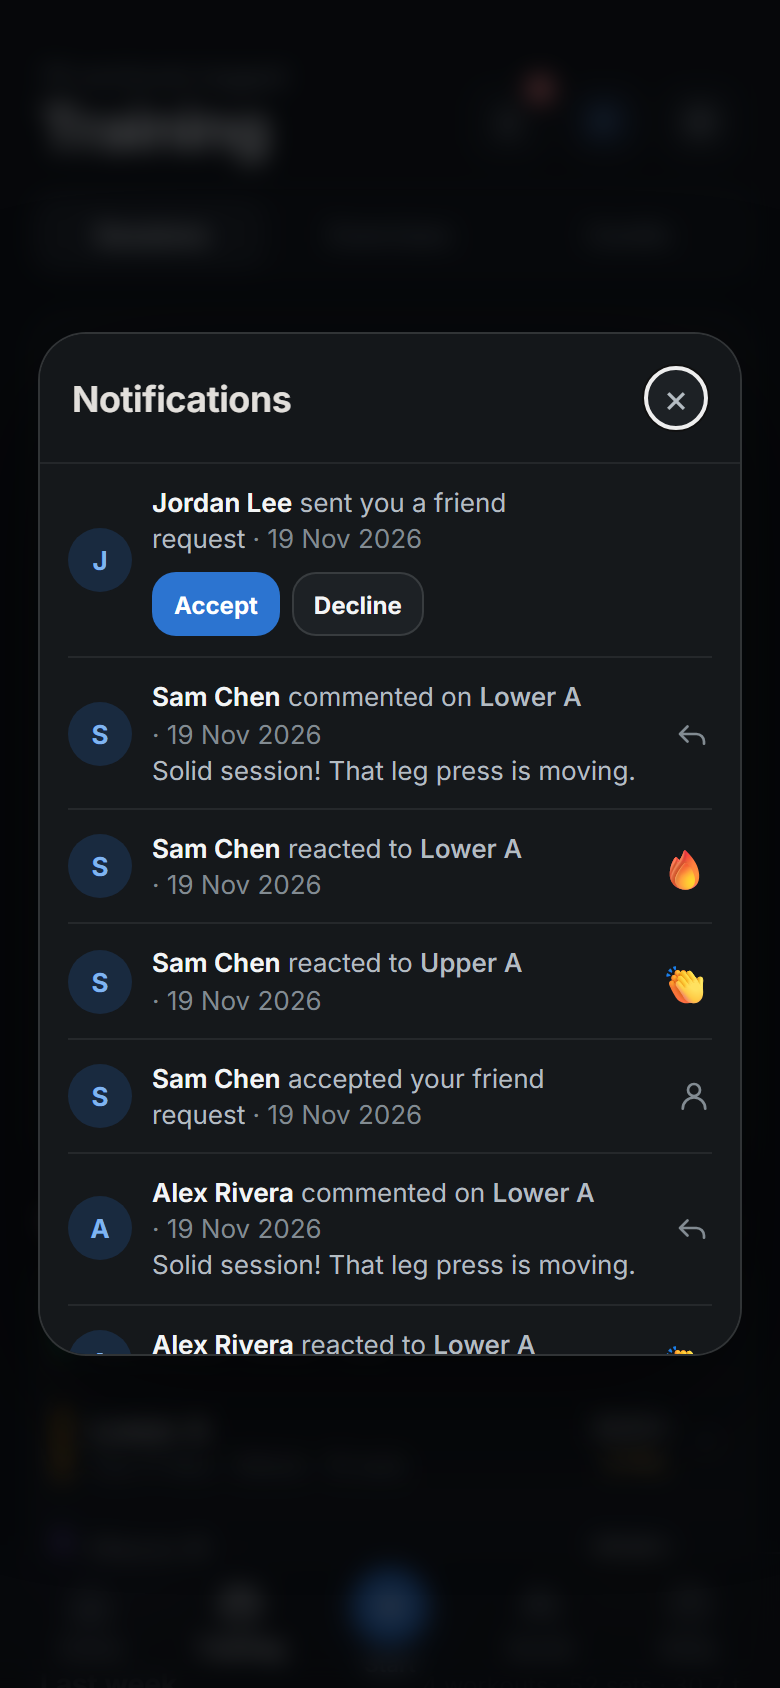 Training
Notifications
Jordan Lee sent you a friend
request · 19 Nov 2026
J
Accept
Decline
Sam Chen commented on Lower A
· 19 Nov 2026
Solid session! That leg press is moving.
S
Sam Chen reacted to Lower A
· 19 Nov 2026
S
Sam Chen reacted to Upper A
· 19 Nov 2026
S
Sam Chen accepted your friend
request · 19 Nov 2026
S
Alex Rivera commented on Lower A
· 19 Nov 2026
Solid session! That leg press is moving.
A
Alex Rivera reacted to Lower A